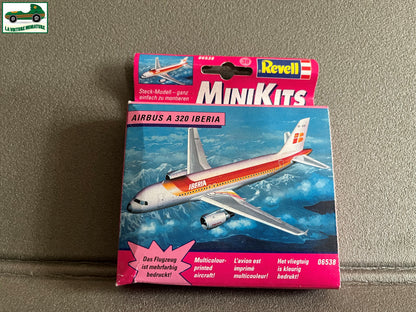 LA VOITURE MINIATURE
06538
Revell
Steck-Modell – ganz
einfach zu montieren
MINIKITS
AIRBUS A 320 IBERIA
IBERIA
Das Flugzeug
ist mehrfarbig
bedruckt!
Multicolour-
printed
aircraft!
L'avion est
imprimé
multicouleur!
Het vliegtuig
is kleurig
bedrukt!
06538